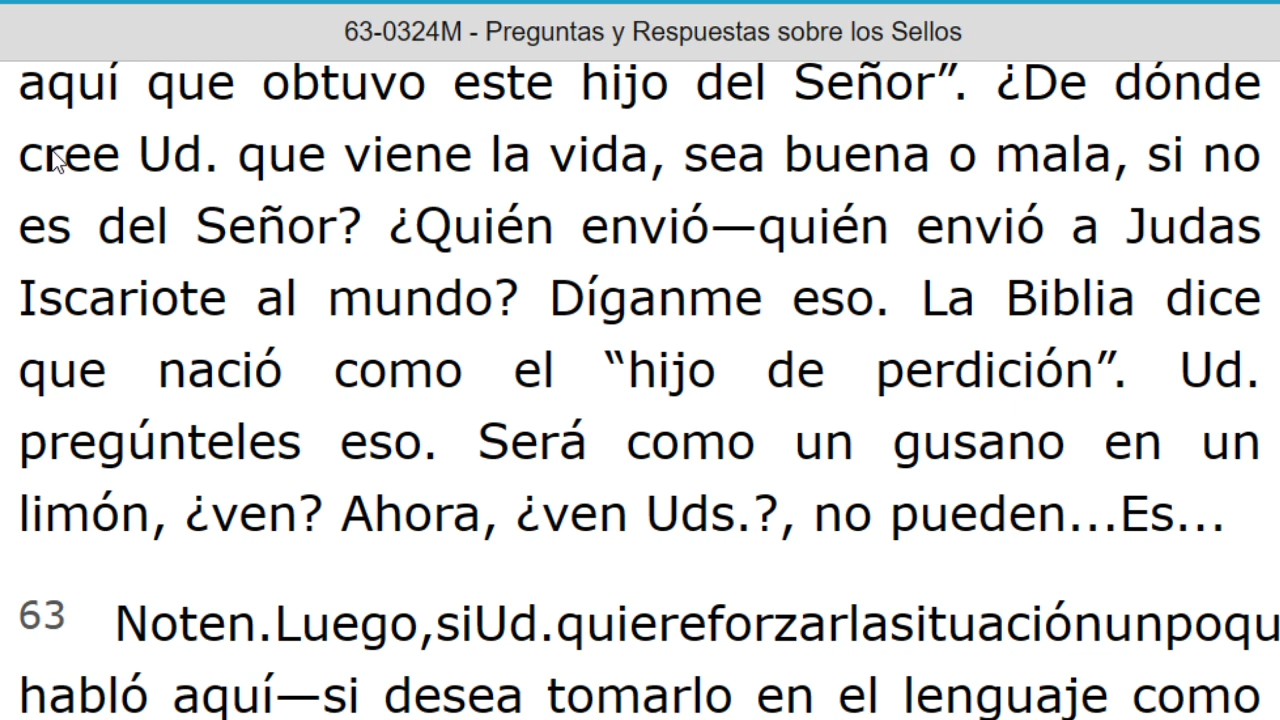 63-0324M - Preguntas y Respuestas sobre los Sellos
aquí que obtuvo este hijo del Señor”. ¿De dónde
cree Ud. que viene la vida, sea buena o mala, si no
es del Señor? ¿Quién envió—quién envió a Judas
Iscariote al mundo? Díganme eso. La Biblia dice
que nació como el “hijo de perdición”. Ud.
pregúnteles eso. Será como un gusano en un
limón, ¿ven? Ahora, ¿ven Uds.?, no pueden…Es…
63 Noten.Luego,siUd.quiereforzarlasituaciónunpoqu
habló aquí—si desea tomarlo en el lenguaje como